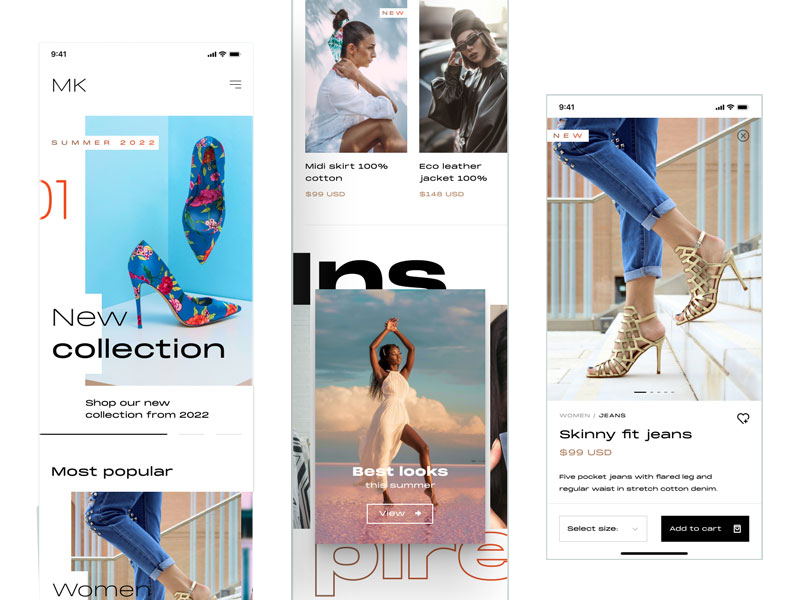 9:41
MK
SUMMER 2022
01
New
collection
Shop our new
collection from 2022
Most popular
Women
NEW
Midi skirt 100%
cotton
$99 USD
Eco leather
jacket 100%
$148 USD
Ins
Best looks
this summer
View
pire
9:41
NEW
WOMEN / JEANS
Skinny fit jeans
$99 USD
Five pocket jeans with flared leg and
regular waist in stretch cotton denim.
Select size:
Add to cart